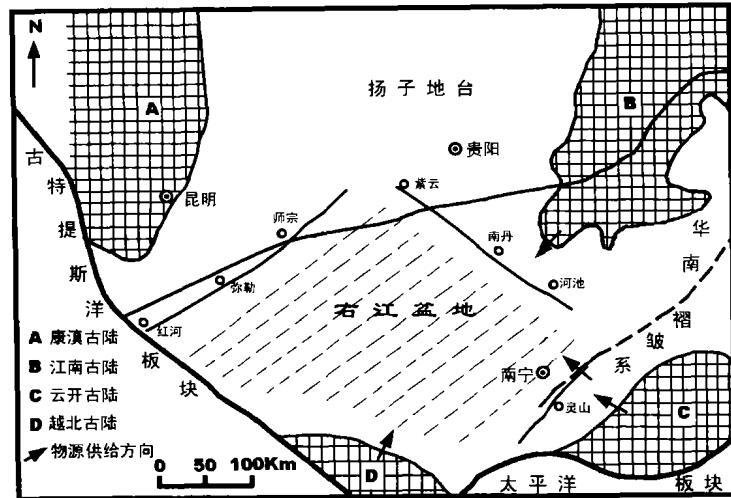 N
扬子地台
A
B
贵阳
古特提斯洋板块
昆明
紫云
师宗
南丹
华南褶皱系
弥勒
河池
右江盆地
红河
A 康滇古陆
B 江南古陆
C 云开古陆
D 越北古陆
物源供给方向
南宁
灵山
C
D
0 50 100Km
太平洋板块